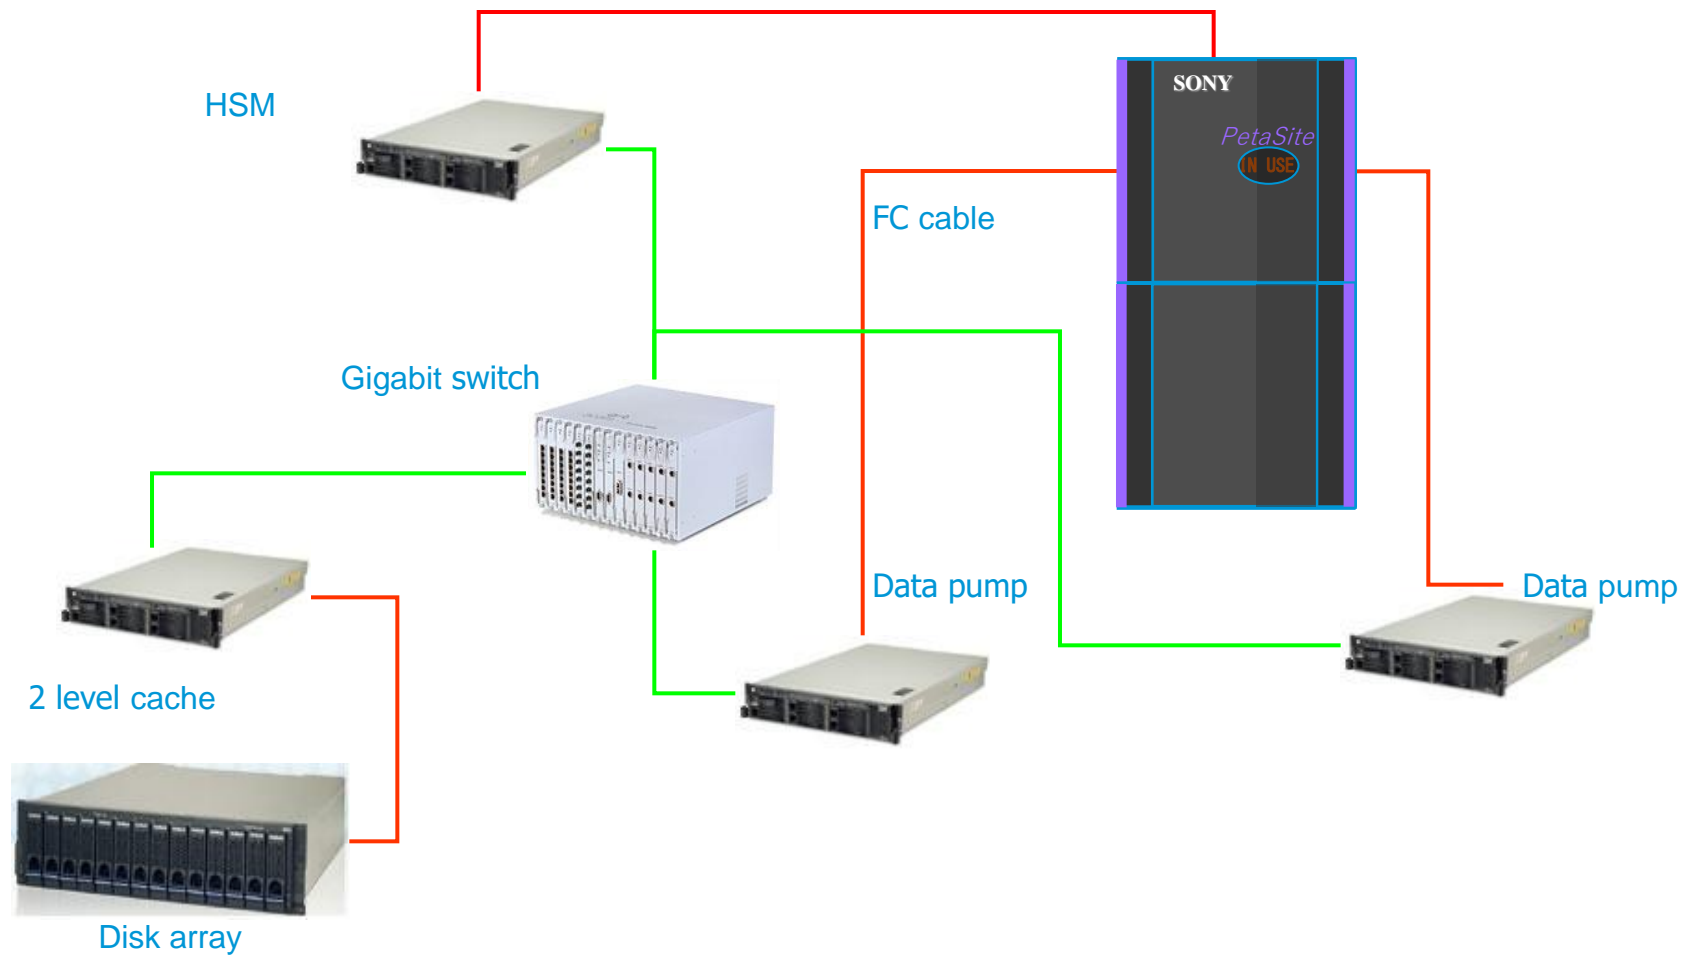 SONY
HSM
PetaSite
IN USE
FC cable
Gigabit switch
Data pump
Data pump
2 level cache
Disk array